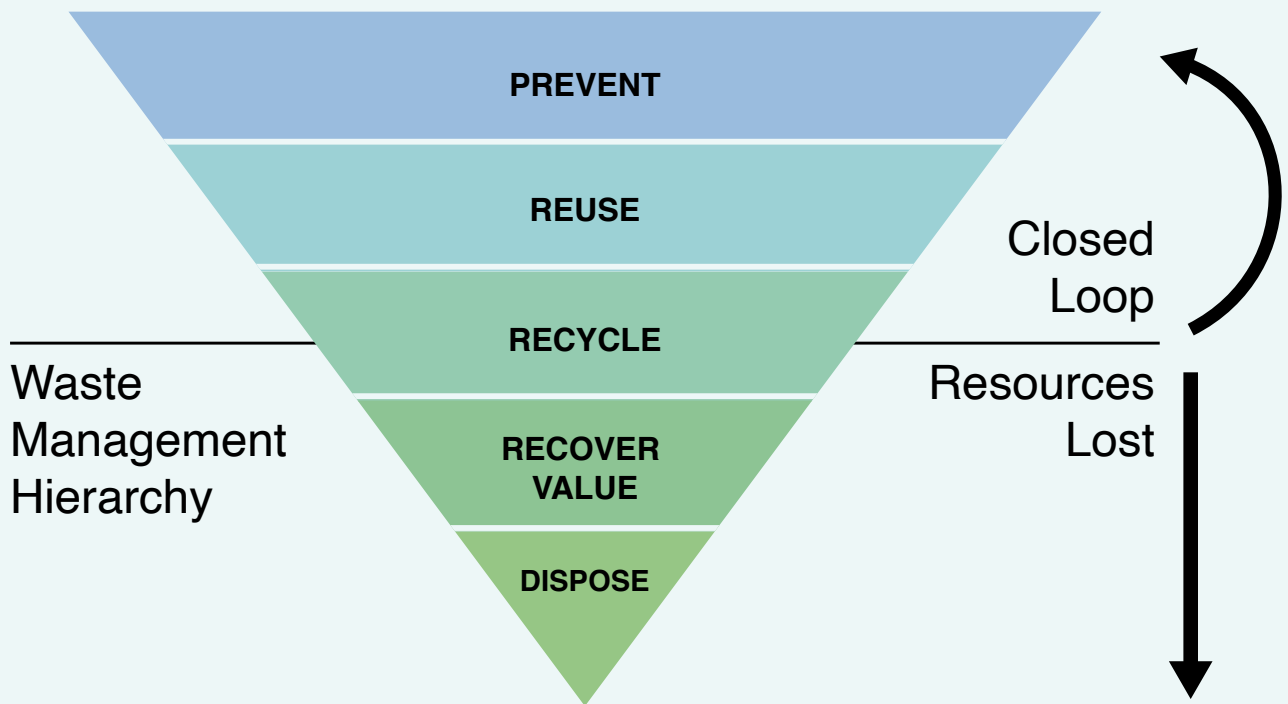 PREVENT
REUSE
Closed
Loop
RECYCLE
Waste
Management
Hierarchy
Resources
Lost
RECOVER
VALUE
DISPOSE